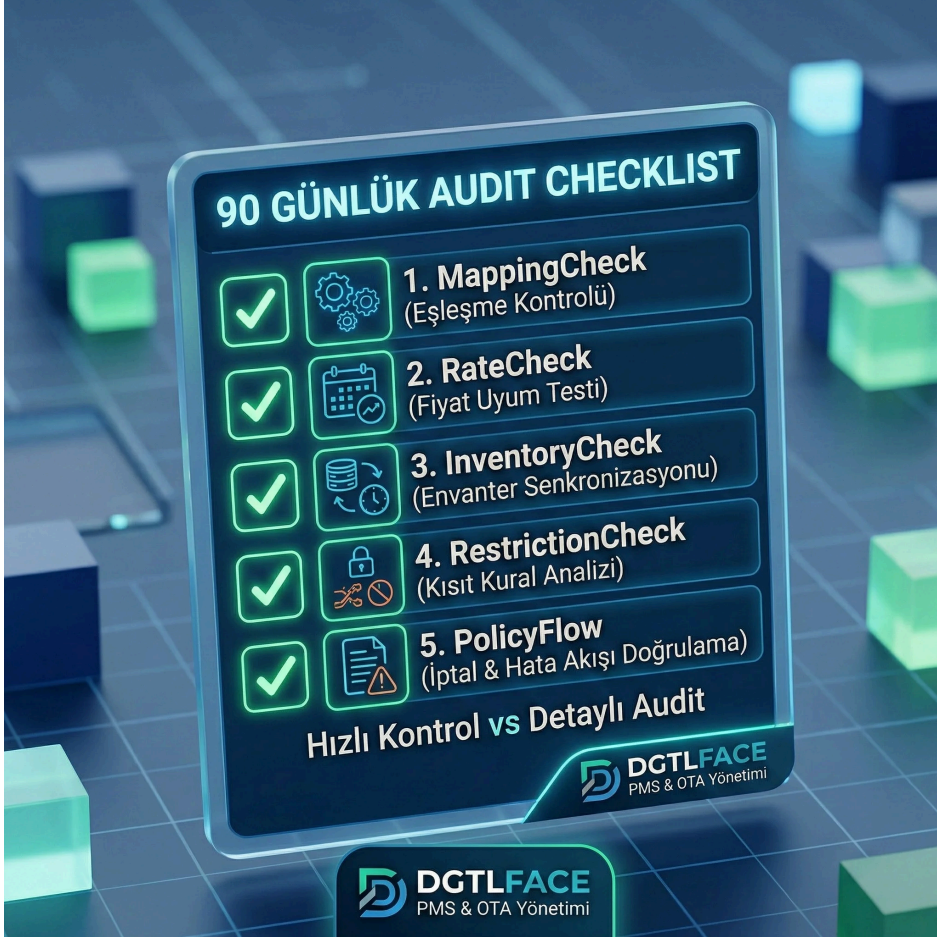 90 GÜNLÜK AUDIT CHECKLIST
1. MappingCheck
(Eşleşme Kontrolü)
2. RateCheck
(Fiyat Uyum Testi)
3. InventoryCheck
(Envanter Senkronizasyonu)
4. RestrictionCheck
(Kısıt Kural Analizi)
5. PolicyFlow
(İptal & Hata Akışı Doğrulama)
Hızlı Kontrol vs Detaylı Audit
DGTLFACE
PMS & OTA Yönetimi
DGTLFACE
PMS & OTA Yönetimi